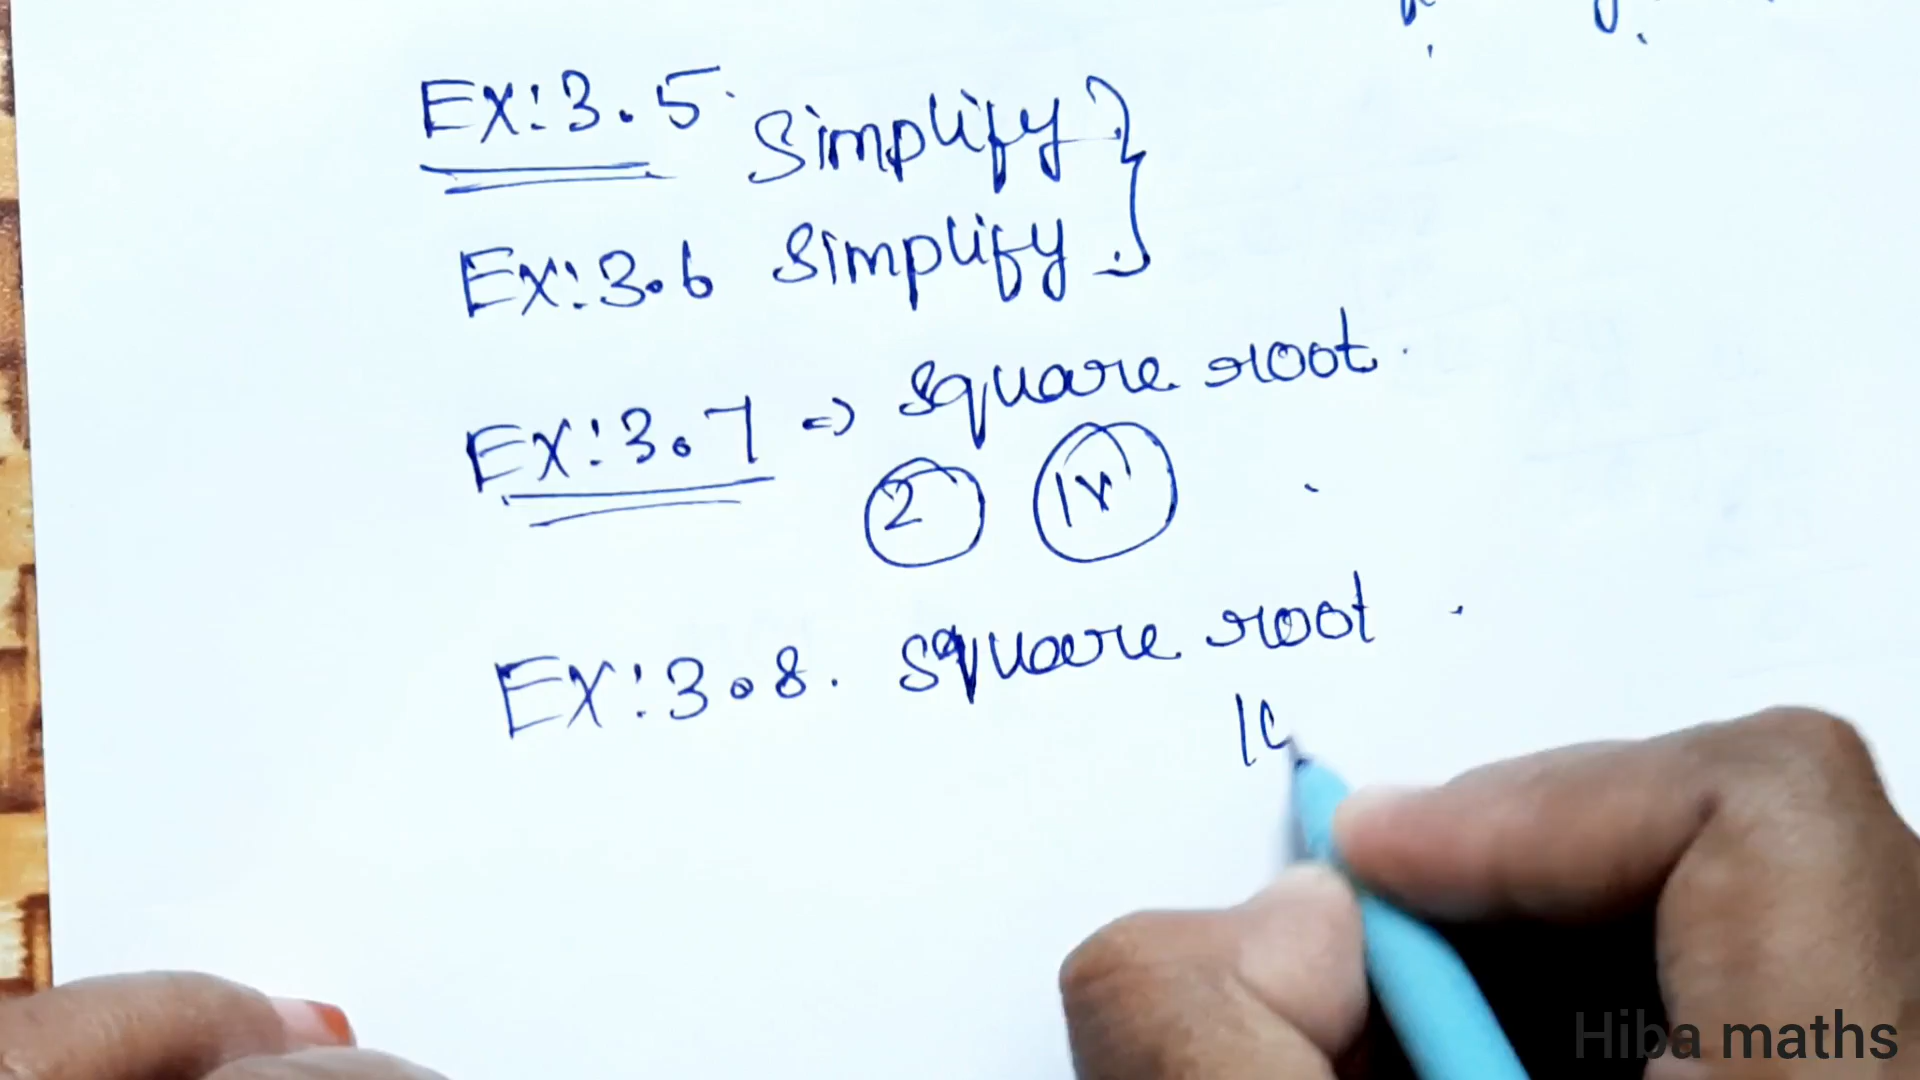 Ex:3.5 Simplify
Ex:3.6 Simplify
Ex:3.7 => square root.
2
Ex:3.8. square root
Hiba maths